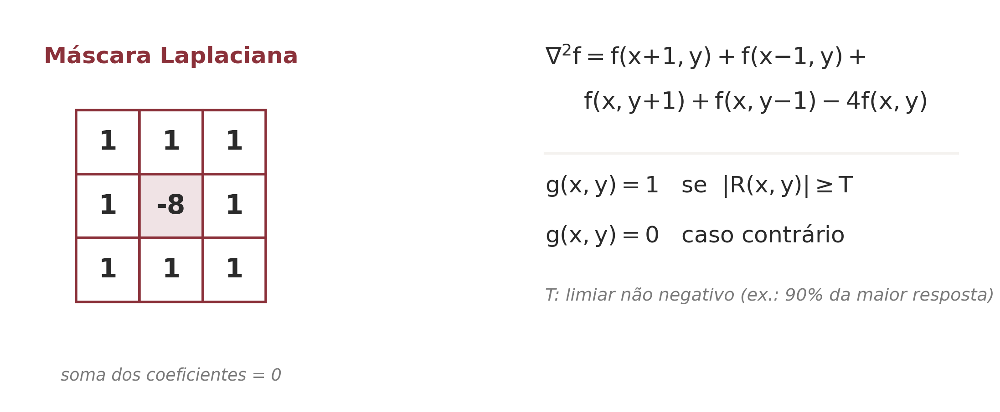 Máscara Laplaciana
1 1 1
1 -8 1
1 1 1
soma dos coeficientes = 0
∇²f = f(x+1, y) + f(x−1, y) +
f(x, y+1) + f(x, y−1) − 4f(x, y)
g(x, y) = 1 se |R(x, y)| ≥ T
g(x, y) = 0 caso contrário
T: limiar não negativo (ex.: 90% da maior resposta)